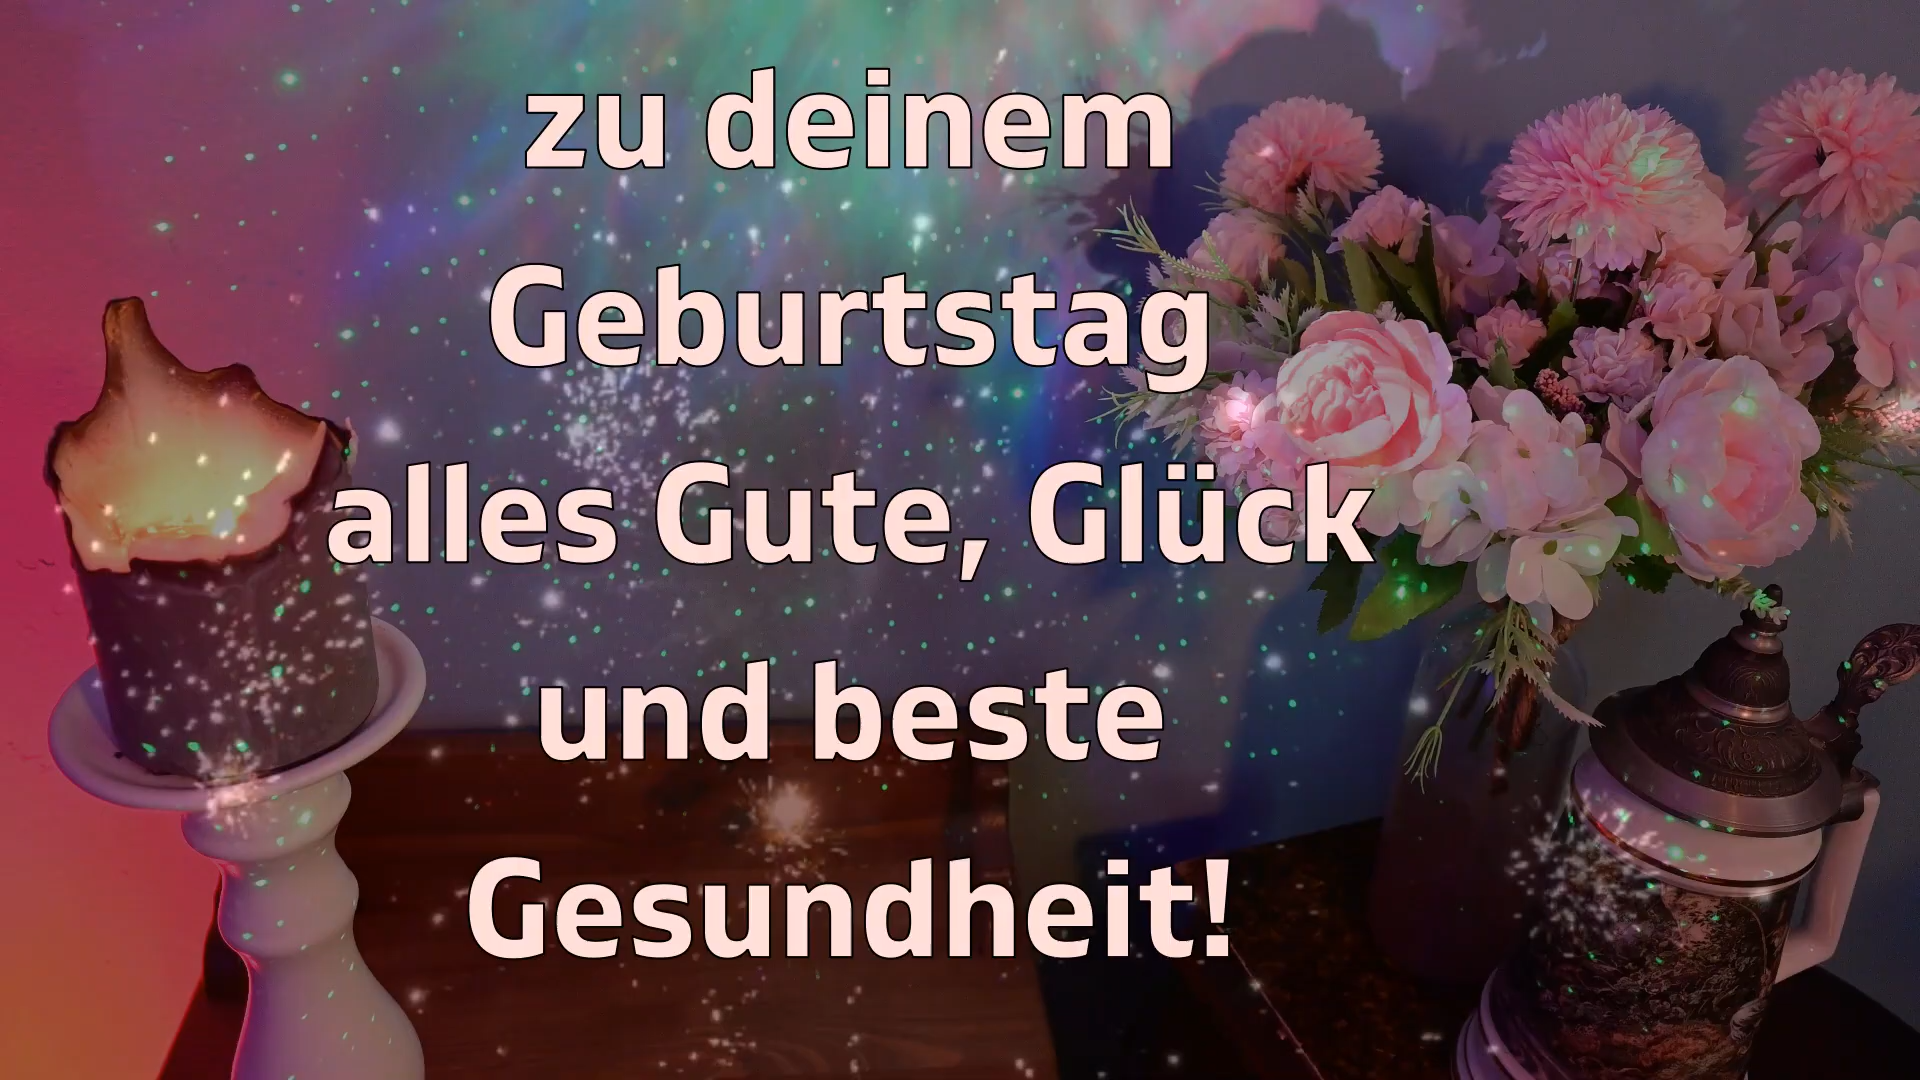 zu deinem
Geburtstag
alles Gute, Glück
und beste
Gesundheit!